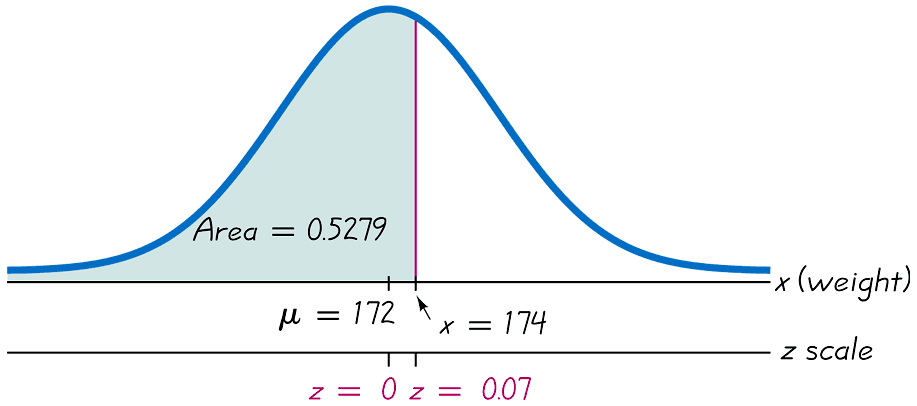 Area = 0.5279
x (weight)
μ = 172
x = 174
z scale
z = 0 z = 0.07